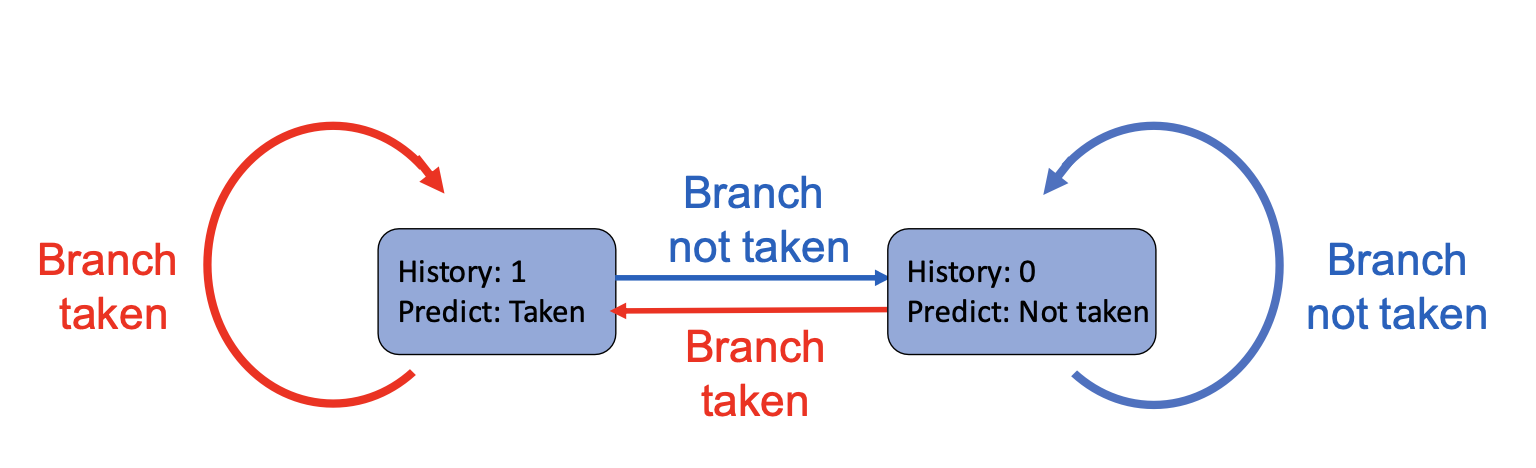 Branch
not taken
Branch
taken
History: 1
Predict: Taken
History: 0
Predict: Not taken
Branch
not taken
Branch
taken